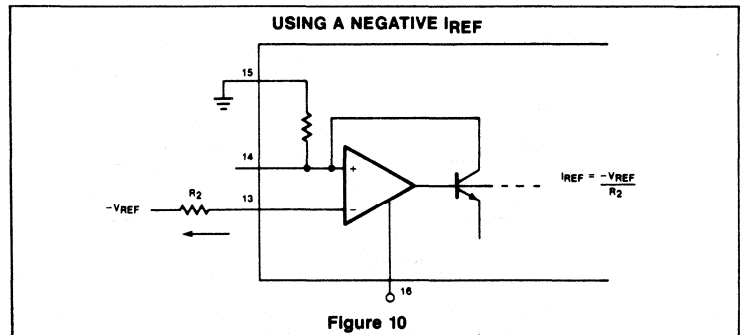 USING A NEGATIVE IREF
15
14
+
R2
13
-VREF
−
IREF = -VREF
R2
16
Figure 10